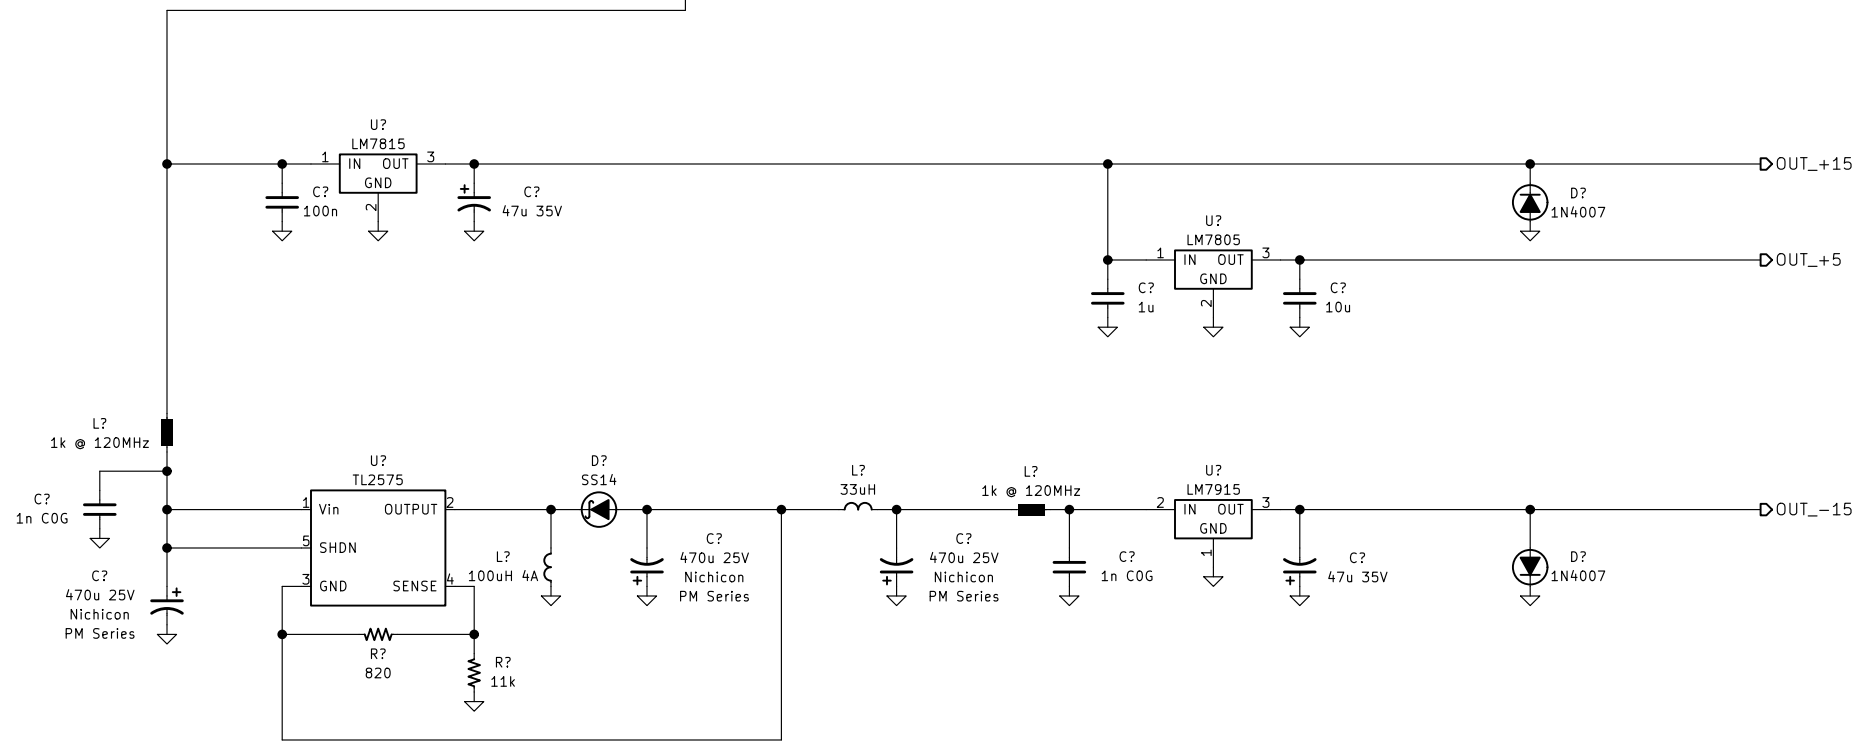 U?
LM7815
1 IN OUT 3
GND
2
C?
100n
C?
47u 35V
OUT_+15
D?
1N4007
U?
LM7805
1 IN OUT 3
GND
2
C?
1u
C?
10u
OUT_+5
L?
1k @ 120MHz
C?
1n C0G
C?
470u 25V
Nichicon
PM Series
U?
TL2575
1 Vin OUTPUT 2
5 SHDN
3 GND SENSE 4
R?
820
R?
11k
D?
SS14
L?
100uH 4A
C?
470u 25V
Nichicon
PM Series
L?
33uH
C?
470u 25V
Nichicon
PM Series
L?
1k @ 120MHz
C?
1n C0G
U?
LM7915
2 IN OUT 3
GND
1
C?
47u 35V
D?
1N4007
OUT_-15